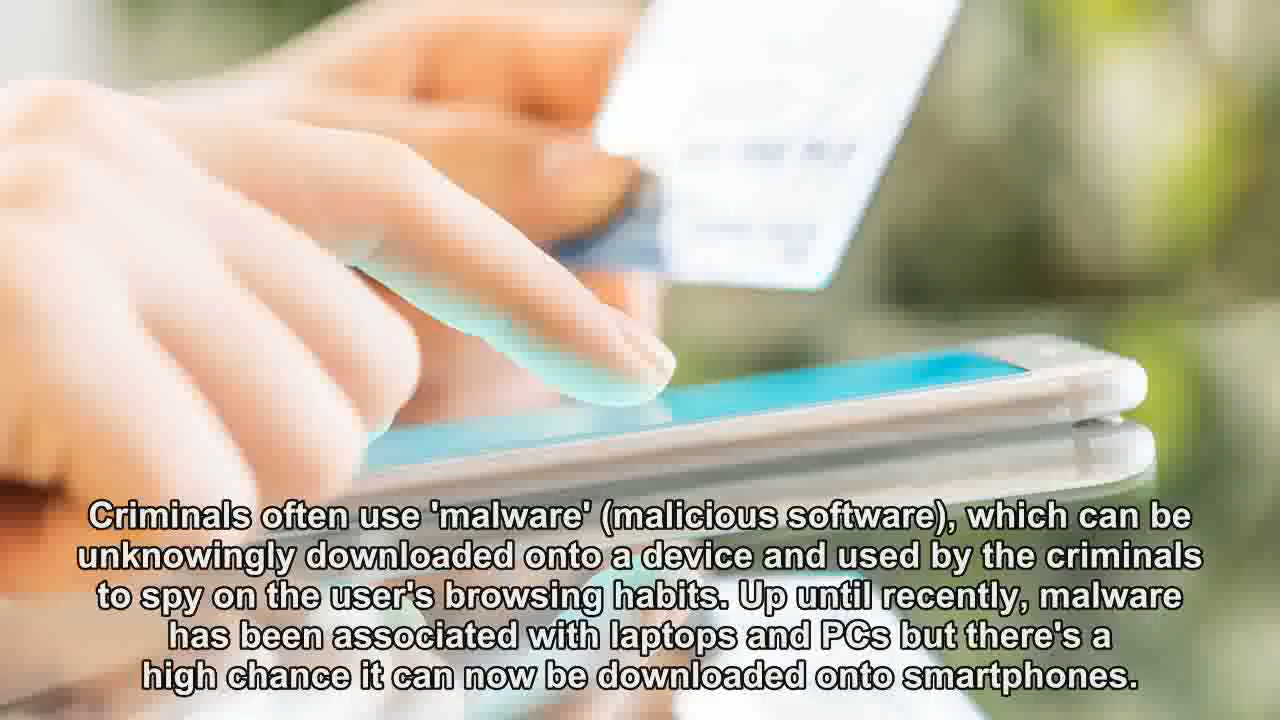 Criminals often use 'malware' (malicious software), which can be
unknowingly downloaded onto a device and used by the criminals
to spy on the user's browsing habits. Up until recently, malware
has been associated with laptops and PCs but there's a
high chance it can now be downloaded onto smartphones.